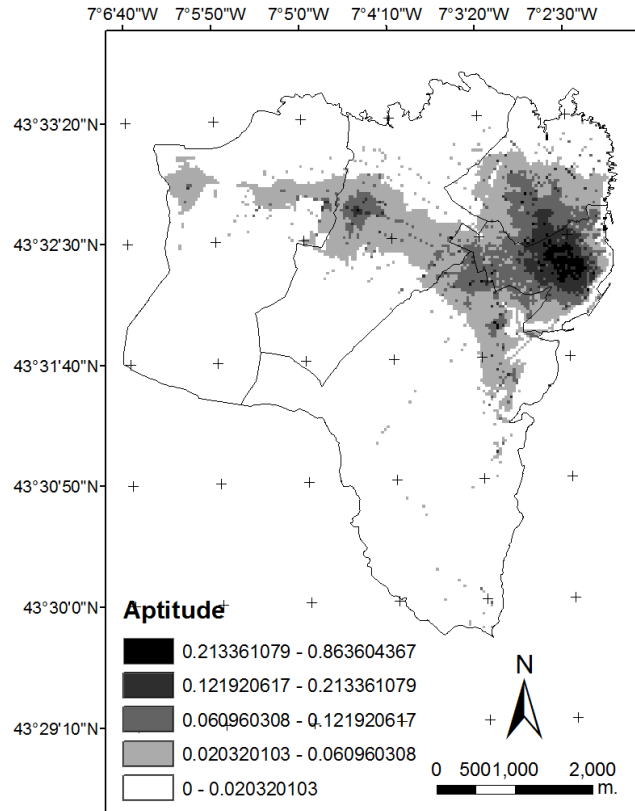 7°6'40"W 7°5'50"W 7°5'0"W 7°4'10"W 7°3'20"W 7°2'30"W
43°33'20"N
43°32'30"N
43°31'40"N
43°30'50"N
43°30'0"N
43°29'10"N
Aptitude
0.213361079 - 0.863604367
0.121920617 - 0.213361079
0.060960308 - 0.121920617
0.020320103 - 0.060960308
0 - 0.020320103
N
0 5001,000 2,000
m.